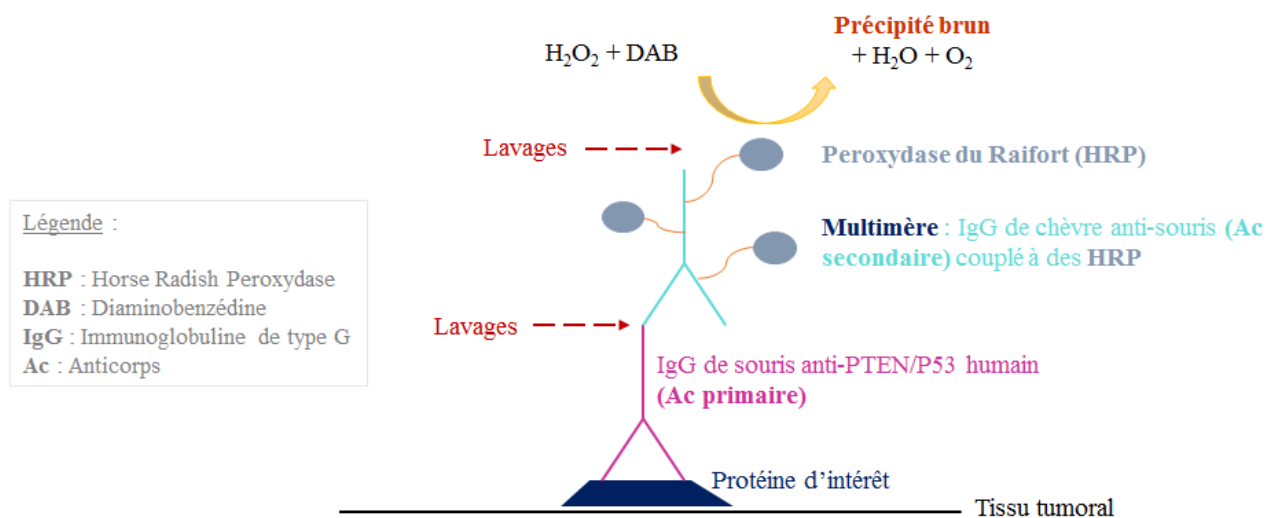 Précipité brun
H₂O₂ + DAB
+ H₂O + O₂
Lavages
Peroxydase du Raifort (HRP)
Légende :
HRP : Horse Radish Peroxydase
DAB : Diaminobenzédine
IgG : Immunoglobuline de type G
Ac : Anticorps
Multimère : IgG de chèvre anti-souris (Ac
secondaire) couplé à des HRP
Lavages
IgG de souris anti-PTEN/P53 humain
(Ac primaire)
Protéine d’intérêt
Tissu tumoral